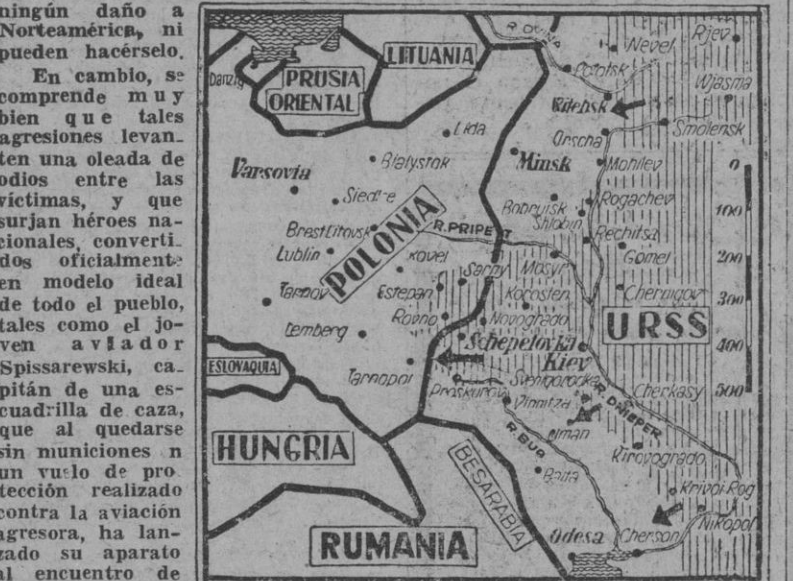 ningún daño a
Norteamérica, ni
pueden hacérselo.
En cambio, se
comprende muy
bien que tales
agresiones levan-
ten una oleada de
odios entre las
víctimas, y que
surjan héroes na-
cionales, converti-
dos oficialmente
en modelo ideal
de todo el pueblo,
tales como el jo-
ven aviador
Spissarewski, ca-
pitán de una es-
cuadrilla de caza,
que al quedarse
sin municiones n
un vuelo de pro
tección realizado
contra la aviación
agresora, ha lan-
zado su aparato
al encuentro de
Danzig
PRUSIA
ORIENTAL
LITUANIA
Nevel
Rjev
Polotsk
Witebsk
Wjasma
Orscha
Smolensk
Lida
Varsovia
Bialystok
Minsk
Mohilev
0
Siedlre
Bobruisk
Rogachev
100
Shlobin
Brest Litovsk
POLONIA
R. PRIPET
Rechitsa
Lublin
Kovel
Sarny
Mosyr
Gomel
200
Tarnov
Estepan
Korosten
Chernigov
300
Rovno
Novogrado
URSS
Lemberg
Schepetovka
Kiev
400
ESLOVAQUIA
Tarnopol
Proskurov
Svenigorodka
Cherkasy
500
Vinnitza
R. DNIEPER
HUNGRIA
R. BUG
Uman
Kirovogrado
BESARABIA
Balta
Krivoi Rog
RUMANIA
Odesa
Cherson
Nikopol